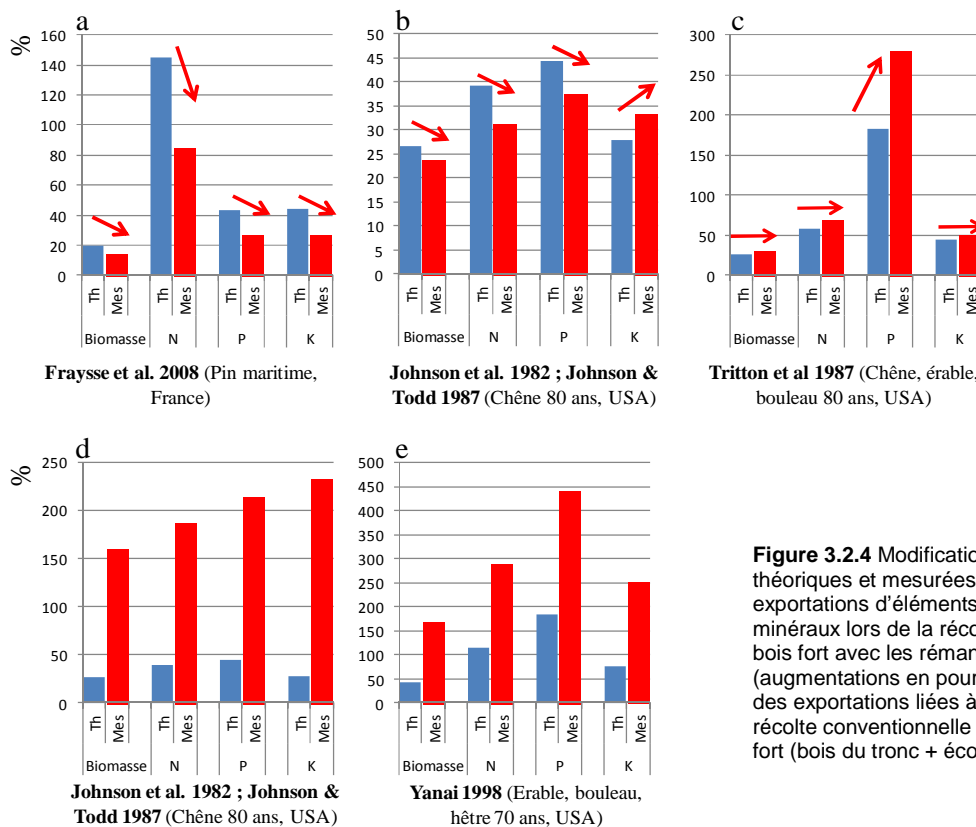 a
%
160
140
120
100
80
60
40
20
0
Th Mes Th Mes Th Mes Th Mes
Biomasse N P K
Fraysse et al. 2008 (Pin maritime,
France)
b
50
45
40
35
30
25
20
15
10
5
0
Th Mes Th Mes Th Mes Th Mes
Biomasse N P K
Johnson et al. 1982 ; Johnson &
Todd 1987 (Chêne 80 ans, USA)
c
300
250
200
150
100
50
0
Th Mes Th Mes Th Mes Th Mes
Biomasse N P K
Tritton et al 1987 (Chêne, érable,
bouleau 80 ans, USA)
d
%
250
200
150
100
50
0
Th Mes Th Mes Th Mes Th Mes
Biomasse N P K
Johnson et al. 1982 ; Johnson &
Todd 1987 (Chêne 80 ans, USA)
e
500
450
400
350
300
250
200
150
100
50
0
Th Mes Th Mes Th Mes Th Mes
Biomasse N P K
Yanai 1998 (Erable, bouleau,
hêtre 70 ans, USA)
Figure 3.2.4 Modificatio
théoriques et mesurées
exportations d'éléments
minéraux lors de la réco
bois fort avec les réman
(augmentations en pour
des exportations liées à
récolte conventionnelle
fort (bois du tronc + éco